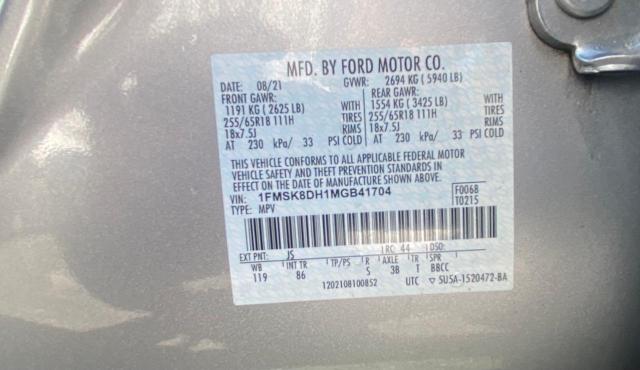 MFD. BY FORD MOTOR CO.
DATE: 08/21 GVWR: 2694 KG ( 5940 LB)
FRONT GAWR: REAR GAWR:
1191 KG ( 2625 LB) WITH 1554 KG ( 3425 LB) WITH
255/65R18 111H TIRES 255/65R18 111H TIRES
18x7.5J RIMS 18x7.5J RIMS
AT 230 kPa/ 33 PSI COLD AT 230 kPa/ 33 PSI COLD
THIS VEHICLE CONFORMS TO ALL APPLICABLE FEDERAL MOTOR
VEHICLE SAFETY AND THEFT PREVENTION STANDARDS IN
EFFECT ON THE DATE OF MANUFACTURE SHOWN ABOVE.
VIN: 1FMSK8DH1MGB41704 F0068
TYPE: MPV T0215
EXT PNT: JS RC: 44 DSO:
WB INT TR TP/PS R AXLE TR SPR
119 86 S 3B T BBCC
1202108100852 UTC ▽ 5U5A-1520472-BA